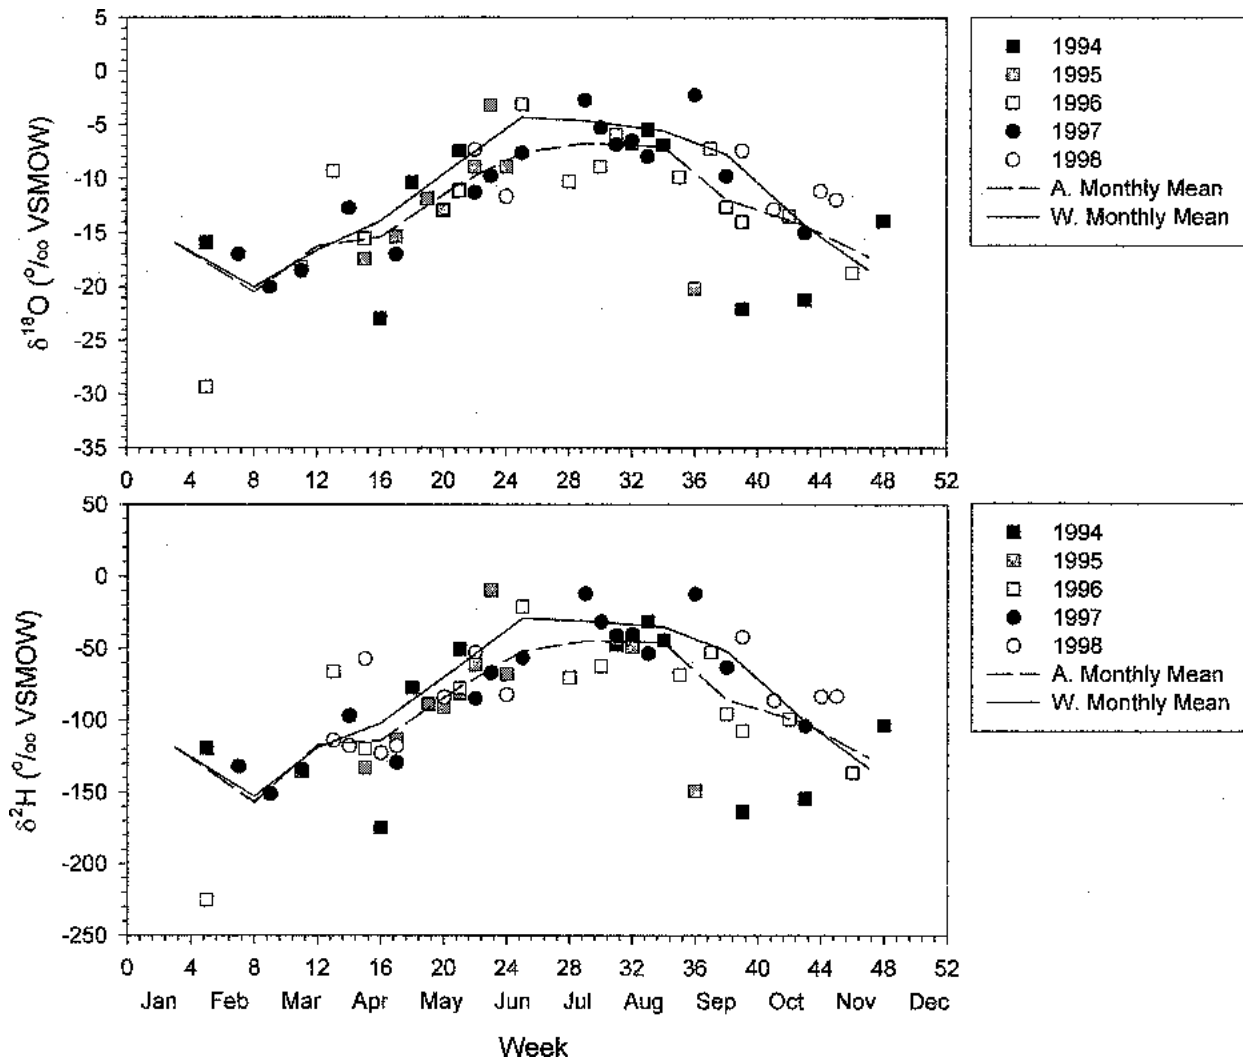 5
0
-5
-10
-15
-20
-25
-30
-35
δ18O (o/oo VSMOW)
0 4 8 12 16 20 24 28 32 36 40 44 48 52
1994
1995
1996
1997
1998
A. Monthly Mean
W. Monthly Mean
50
0
-50
-100
-150
-200
-250
δ2H (o/oo VSMOW)
0 4 8 12 16 20 24 28 32 36 40 44 48 52
Jan Feb Mar Apr May Jun Jul Aug Sep Oct Nov Dec
Week
1994
1995
1996
1997
1998
A. Monthly Mean
W. Monthly Mean